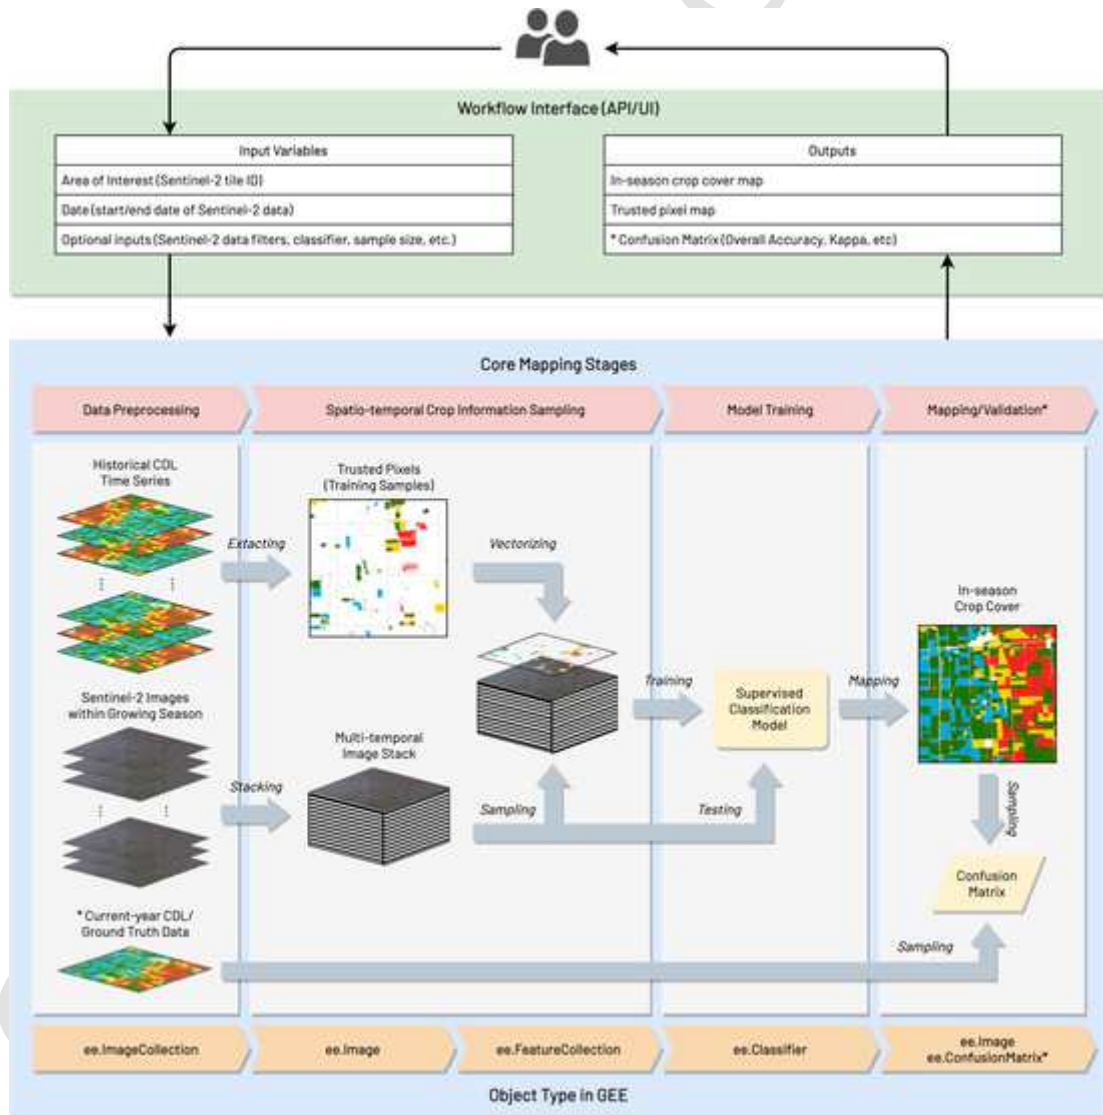 Workflow Interface (API/UI)
Input Variables
Area of Interest (Sentinel-2 tile ID)
Date (start/end date of Sentinel-2 data)
Optional inputs (Sentinel-2 data filters, classifier, sample size, etc.)
Outputs
In-season crop cover map
Trusted pixel map
* Confusion Matrix (Overall Accuracy, Kappa, etc)
Core Mapping Stages
Data Preprocessing
Spatio-temporal Crop Information Sampling
Model Training
Mapping/Validation*
Historical CDL
Time Series
Extacting
Trusted Pixels
(Training Samples)
Vectorizing
Sentinel-2 Images
within Growing Season
Stacking
Multi-temporal
Image Stack
Sampling
Training
Supervised
Classification
Model
Testing
Mapping
In-season
Crop Cover
Sampling
Confusion
Matrix
* Current-year CDL/
Ground Truth Data
Sampling
ee.ImageCollection
ee.Image
ee.FeatureCollection
ee.Classifier
ee.Image
ee.ConfusionMatrix*
Object Type in GEE